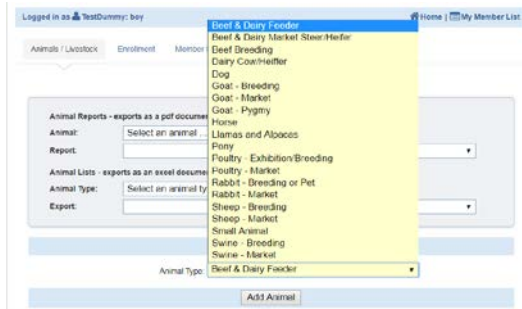 Logged in as TestDummy: boy
Home | My Member List
Animals / Livestock Enrollment Member
Animal Reports - exports as a pdf
Animal: Select an animal ...
Report:
Animal Lists - exports as an excel
Animal Type: Select an animal
Export:
Beef & Dairy Feeder
Beef & Dairy Market Steer/Heifer
Beef Breeding
Dairy Cow/Heiffer
Dog
Goat - Breeding
Goat - Market
Goat - Pygmy
Horse
Llamas and Alpacas
Pony
Poultry - Exhibition/Breeding
Poultry - Market
Rabbit - Breeding or Pet
Rabbit - Market
Sheep - Breeding
Sheep - Market
Small Animal
Swine - Breeding
Swine - Market
Animal Type: Beef & Dairy Feeder
Add Animal